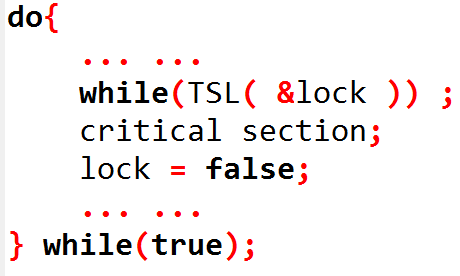 do{
... ...
while(TSL( &lock )) ;
critical section;
lock = false;
... ...
} while(true);